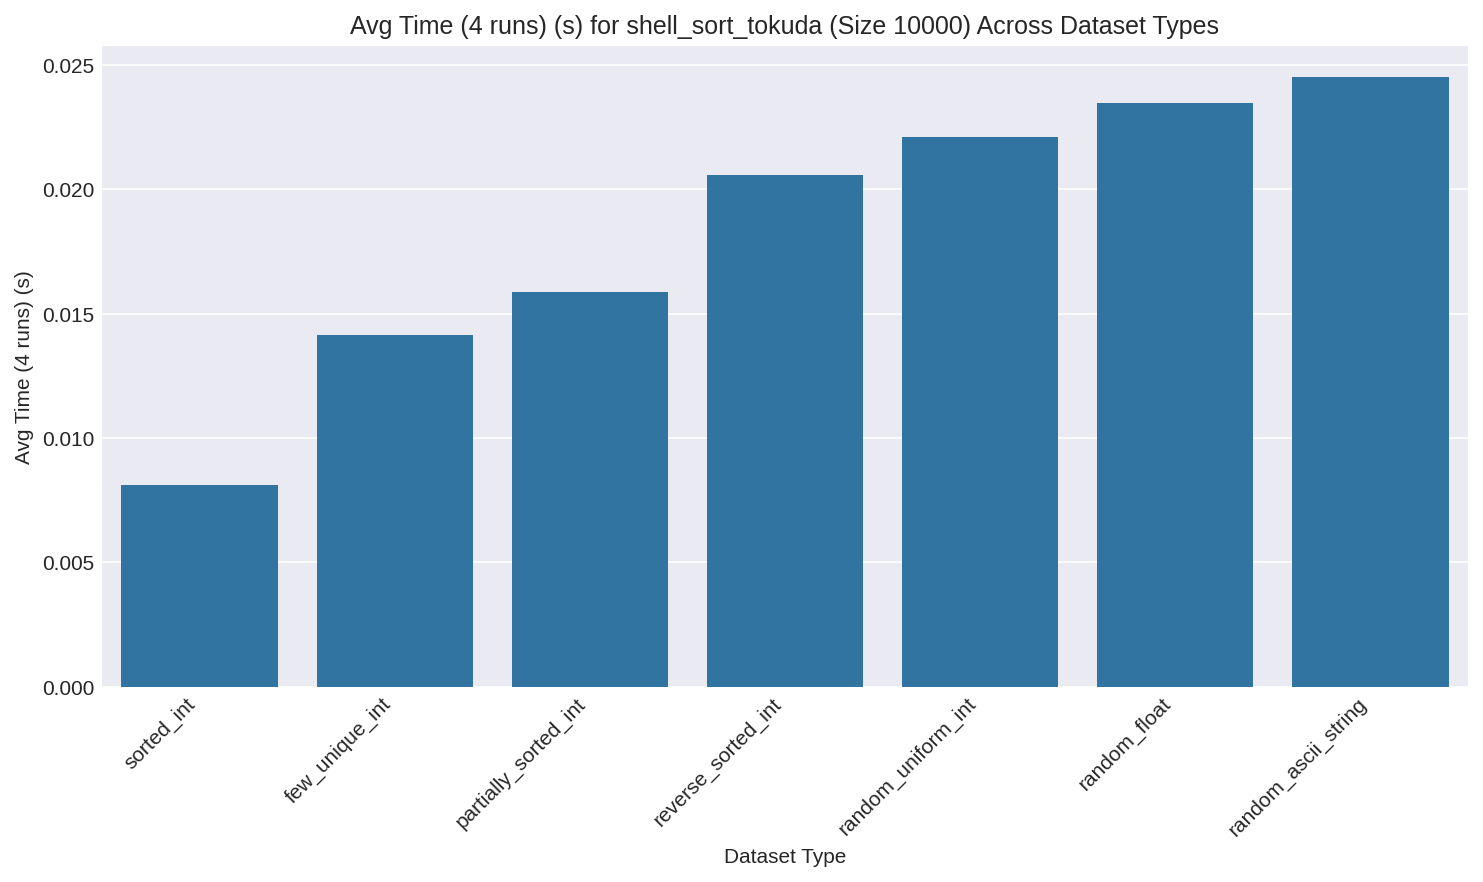 Avg Time (4 runs) (s) for shell_sort_tokuda (Size 10000) Across Dataset Types
Avg Time (4 runs) (s)
0.025
0.020
0.015
0.010
0.005
0.000
sorted_int
few_unique_int
partially_sorted_int
reverse_sorted_int
random_uniform_int
random_float
random_ascii_string
Dataset Type